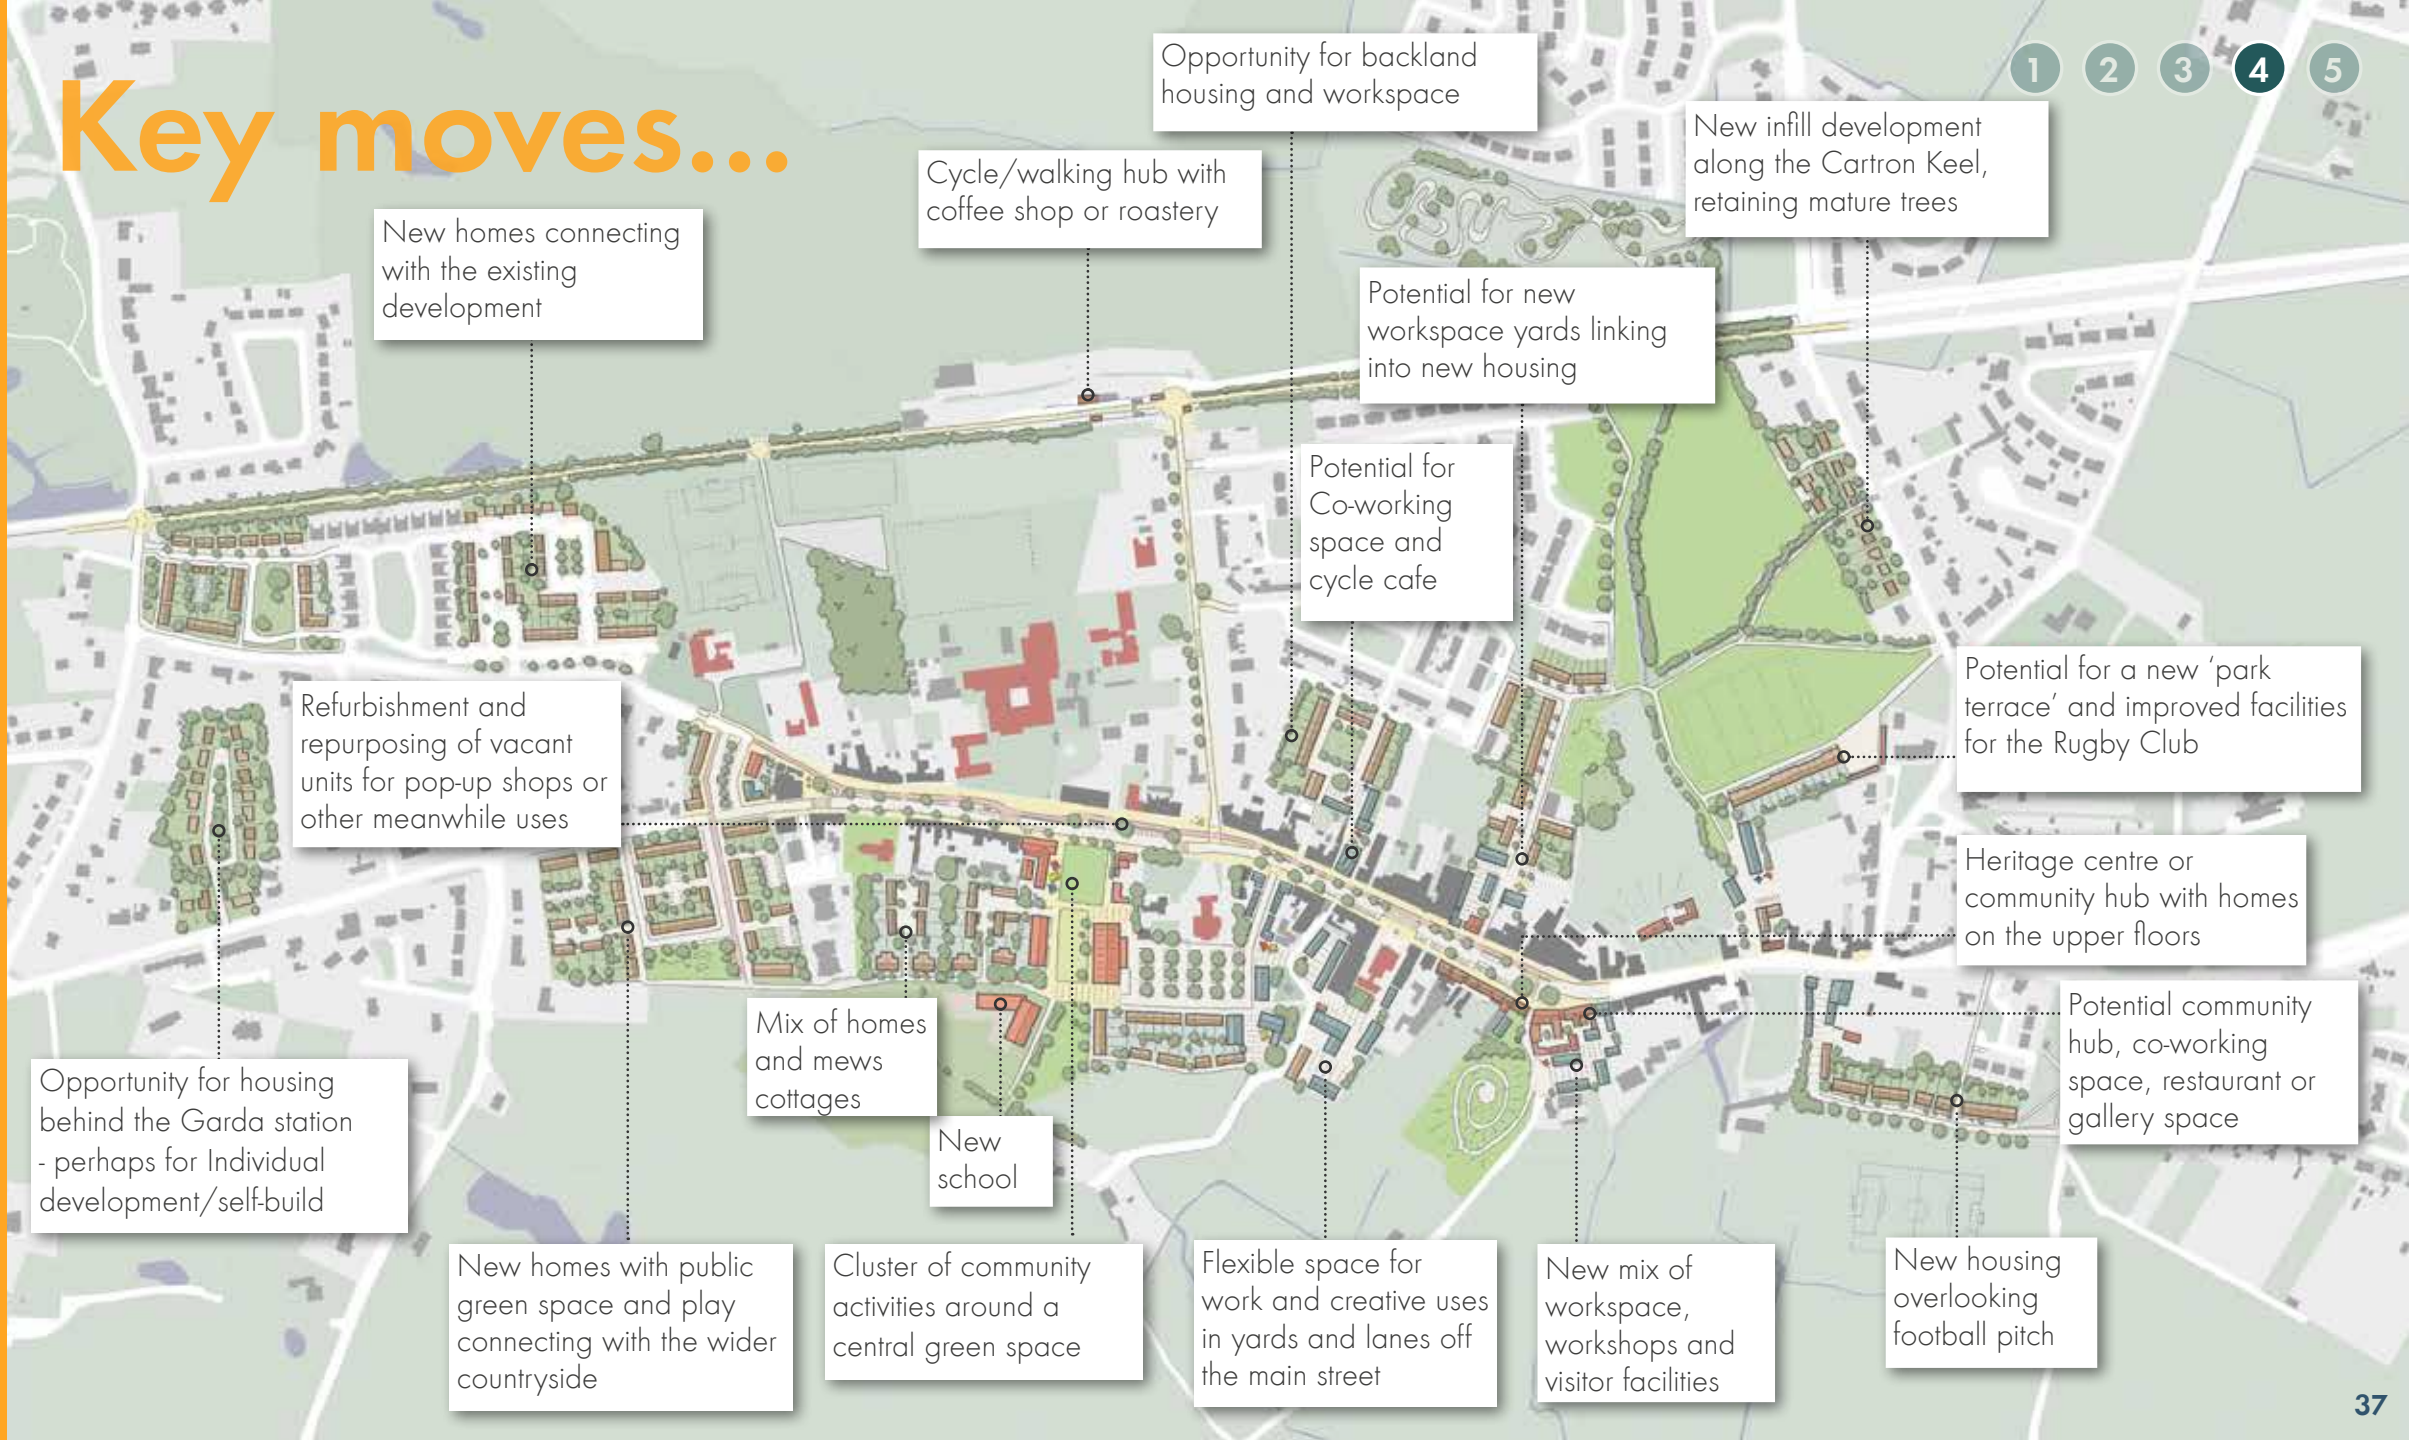 Key moves...
1 2 3 4 5
Opportunity for backland
housing and workspace
New infill development
along the Cartron Keel,
retaining mature trees
Cycle/walking hub with
coffee shop or roastery
New homes connecting
with the existing
development
Potential for new
workspace yards linking
into new housing
Potential for
Co-working
space and
cycle cafe
Refurbishment and
repurposing of vacant
units for pop-up shops or
other meanwhile uses
Potential for a new ‘park
terrace’ and improved facilities
for the Rugby Club
Heritage centre or
community hub with homes
on the upper floors
Potential community
hub, co-working
space, restaurant or
gallery space
Mix of homes
and mews
cottages
Opportunity for housing
behind the Garda station
- perhaps for Individual
development/self-build
New
school
New homes with public
green space and play
connecting with the wider
countryside
Cluster of community
activities around a
central green space
Flexible space for
work and creative uses
in yards and lanes off
the main street
New mix of
workspace,
workshops and
visitor facilities
New housing
overlooking
football pitch
37